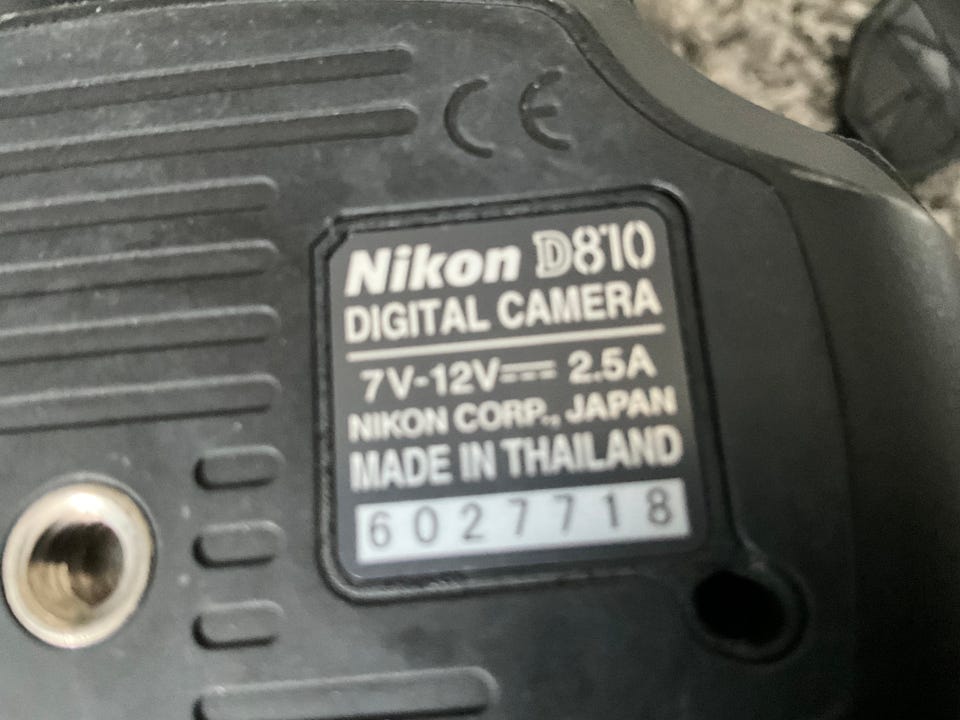 CE
Nikon D810
DIGITAL CAMERA
7V-12V⎓ 2.5A
NIKON CORP., JAPAN
MADE IN THAILAND
6027718